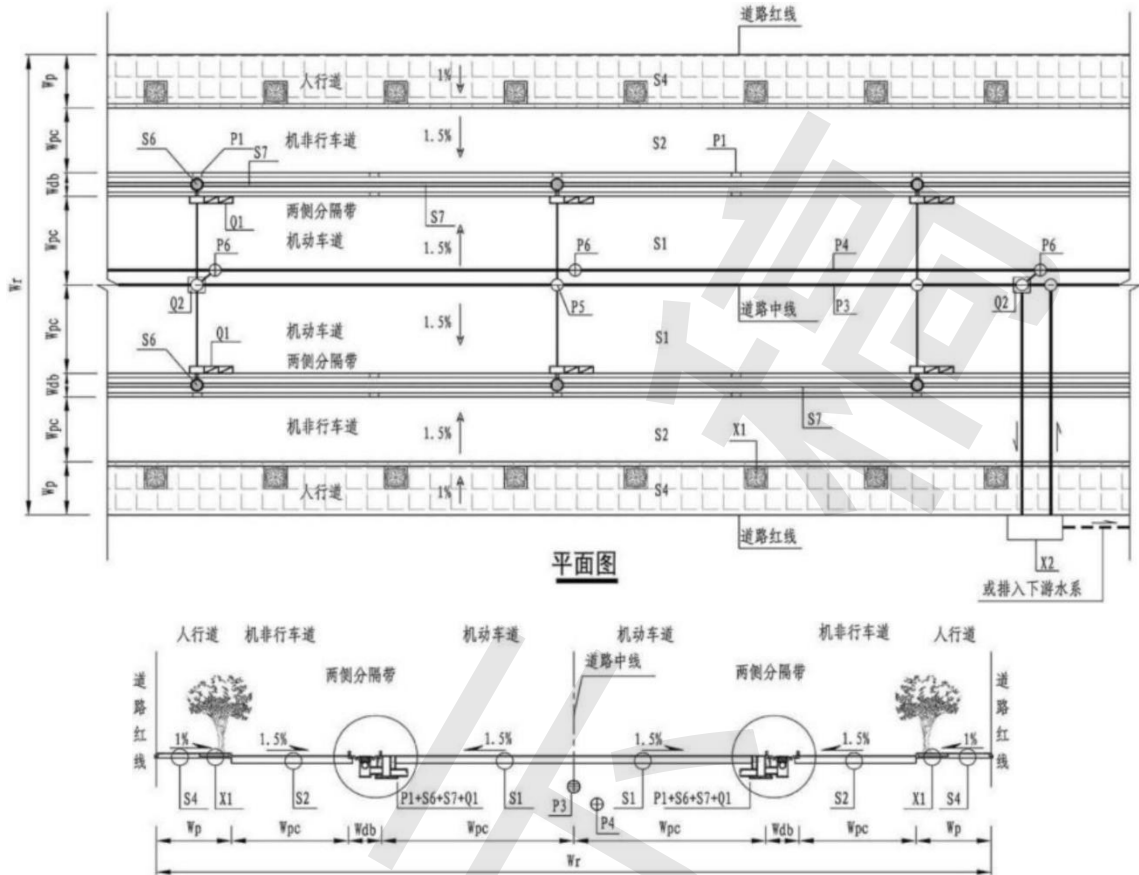 道路红线
Wp
人行道
1%
S4
Wpc
S6
P1
S7
机非行车道
1.5%
S2
P1
Wdb
两侧分隔带
S7
Q1
机动车道
1.5%
S1
P6
P6
P4
P6
Wpc
Wr
Q2
P5
道路中线
P3
Q2
Wpc
S6
Q1
机动车道
1.5%
S1
两侧分隔带
Wdb
S7
Wpc
机非行车道
1.5%
S2
X1
Wp
人行道
1%
S4
道路红线
X2
平面图
或排入下游水系
人行道
机非行车道
机动车道
机动车道
机非行车道
人行道
道路中线
两侧分隔带
两侧分隔带
道路红线
道路红线
1%
1.5%
1.5%
1.5%
1.5%
1%
S4
X1
S2
P1+S6+S7+Q1
S1
P3
P4
S1
P1+S6+S7+Q1
S2
X1
S4
Wp
Wpc
Wdb
Wpc
Wpc
Wdb
Wpc
Wp
Wr